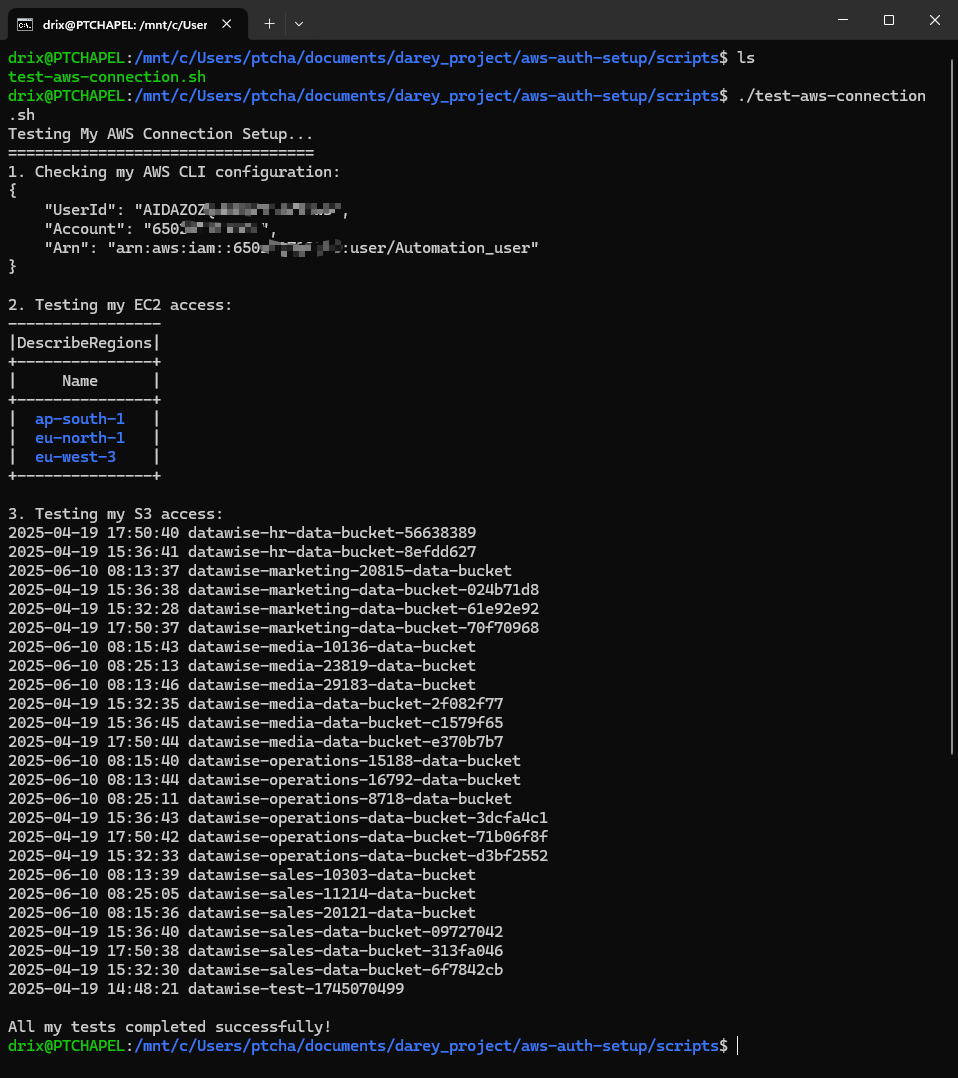 drix@PTCHAPEL: /mnt/c/User
drix@PTCHAPEL:/mnt/c/Users/ptcha/documents/darey_project/aws-auth-setup/scripts$ ls
test-aws-connection.sh
drix@PTCHAPEL:/mnt/c/Users/ptcha/documents/darey_project/aws-auth-setup/scripts$ ./test-aws-connection
.sh
Testing My AWS Connection Setup...
==================================
1. Checking my AWS CLI configuration:
{
    "UserId": "AIDAZOZ
    "Account": "650
    "Arn": "arn:aws:iam::650 :user/Automation_user"
}
2. Testing my EC2 access:
-----------------
|DescribeRegions|
+---------------+
|     Name      |
+---------------+
|  ap-south-1   |
|  eu-north-1   |
|  eu-west-3    |
+---------------+
3. Testing my S3 access:
2025-04-19 17:50:40 datawise-hr-data-bucket-56638389
2025-04-19 15:36:41 datawise-hr-data-bucket-8efdd627
2025-06-10 08:13:37 datawise-marketing-20815-data-bucket
2025-04-19 15:36:38 datawise-marketing-data-bucket-024b71d8
2025-04-19 15:32:28 datawise-marketing-data-bucket-61e92e92
2025-04-19 17:50:37 datawise-marketing-data-bucket-70f70968
2025-06-10 08:15:43 datawise-media-10136-data-bucket
2025-06-10 08:25:13 datawise-media-23819-data-bucket
2025-06-10 08:13:46 datawise-media-29183-data-bucket
2025-04-19 15:32:35 datawise-media-data-bucket-2f082f77
2025-04-19 15:36:45 datawise-media-data-bucket-c1579f65
2025-04-19 17:50:44 datawise-media-data-bucket-e370b7b7
2025-06-10 08:15:40 datawise-operations-15188-data-bucket
2025-06-10 08:13:44 datawise-operations-16792-data-bucket
2025-06-10 08:25:11 datawise-operations-8718-data-bucket
2025-04-19 15:36:43 datawise-operations-data-bucket-3dcfa4c1
2025-04-19 17:50:42 datawise-operations-data-bucket-71b06f8f
2025-04-19 15:32:33 datawise-operations-data-bucket-d3bf2552
2025-06-10 08:13:39 datawise-sales-10303-data-bucket
2025-06-10 08:25:05 datawise-sales-11214-data-bucket
2025-06-10 08:15:36 datawise-sales-20121-data-bucket
2025-04-19 15:36:40 datawise-sales-data-bucket-09727042
2025-04-19 17:50:38 datawise-sales-data-bucket-313fa046
2025-04-19 15:32:30 datawise-sales-data-bucket-6f7842cb
2025-04-19 14:48:21 datawise-test-1745070499
All my tests completed successfully!
drix@PTCHAPEL:/mnt/c/Users/ptcha/documents/darey_project/aws-auth-setup/scripts$